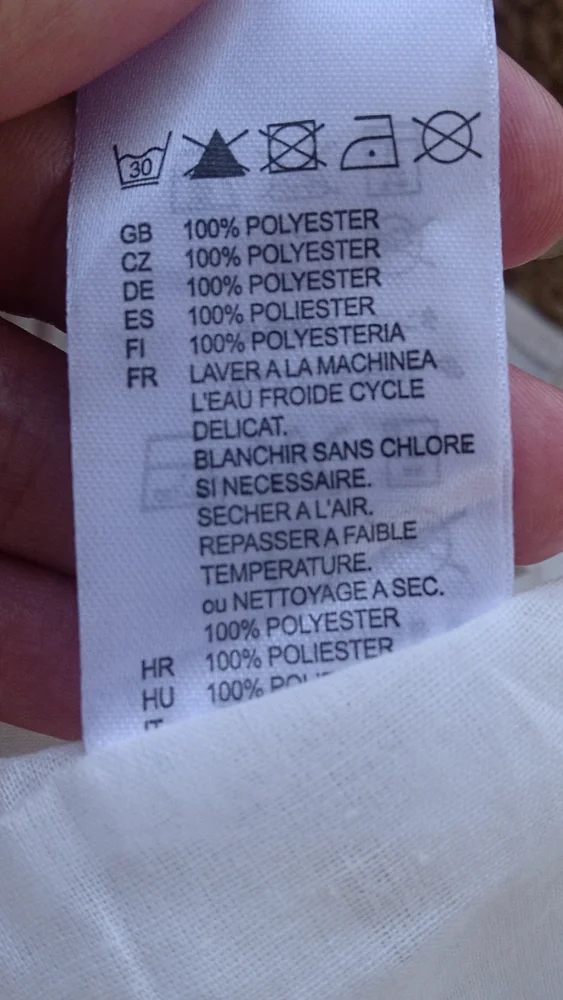 30
GB 100% POLYESTER
CZ 100% POLYESTER
DE 100% POLYESTER
ES 100% POLIESTER
FI 100% POLYESTERIA
FR LAVER A LA MACHINEA
L'EAU FROIDE CYCLE
DELICAT.
BLANCHIR SANS CHLORE
SI NECESSAIRE.
SECHER A L'AIR.
REPASSER A FAIBLE
TEMPERATURE.
ou NETTOYAGE A SEC.
100% POLYESTER
HR 100% POLIESTER
HU 100%